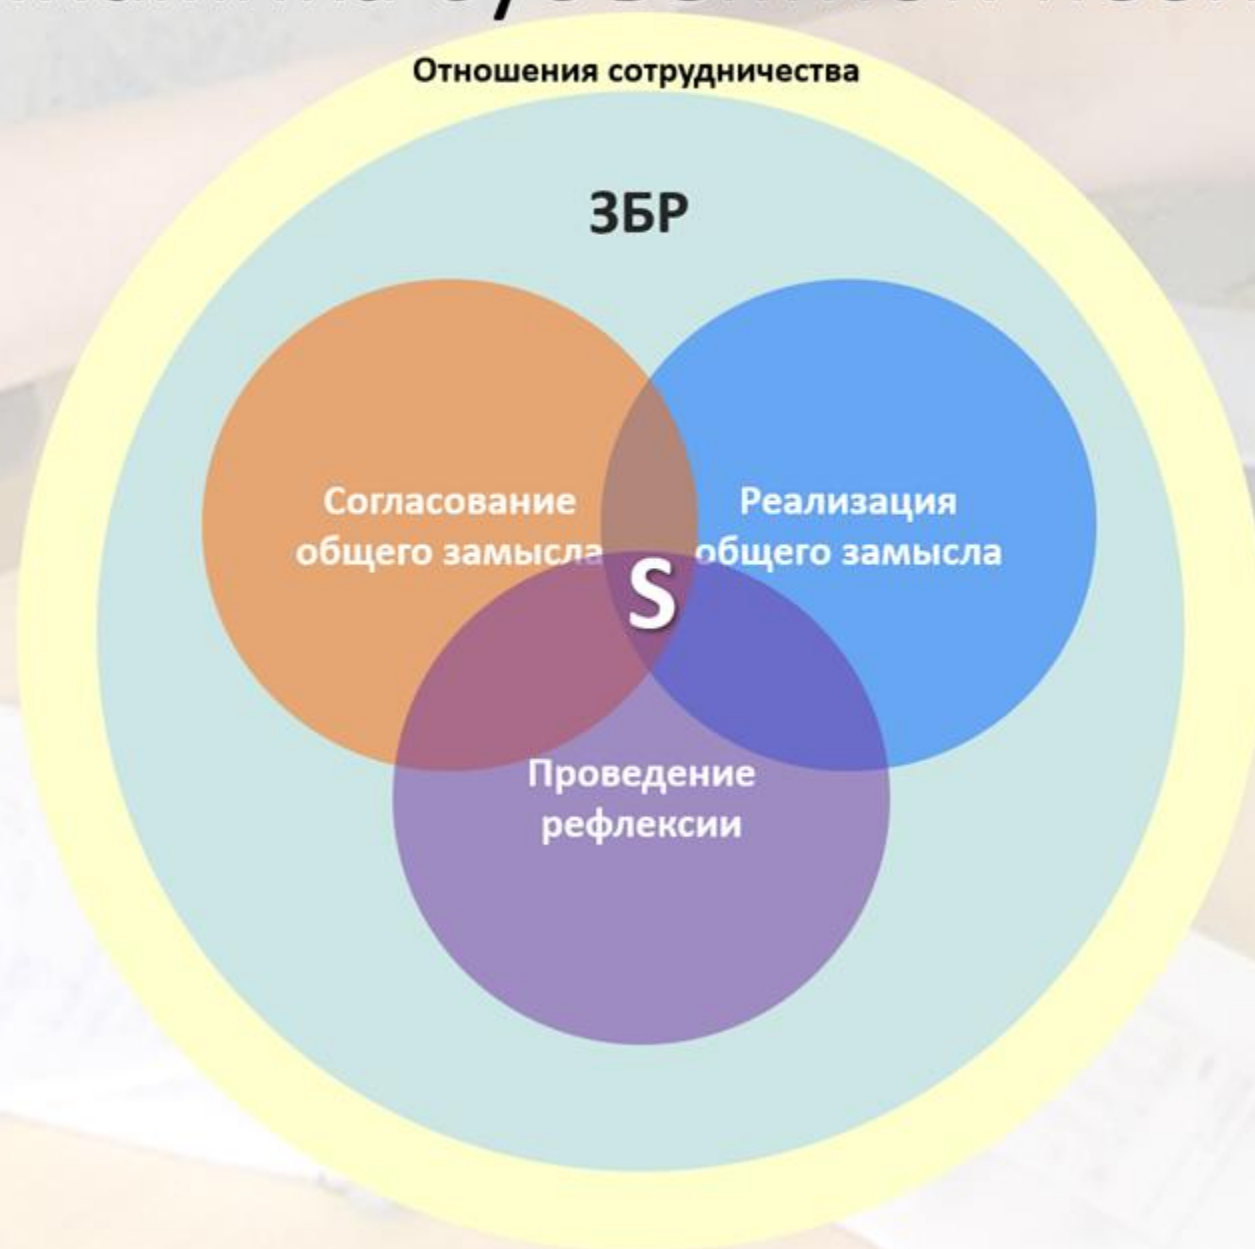 Отношения сотрудничества
ЗБР
Согласование
общего замысла
Реализация
общего замысла
S
Проведение
рефлексии